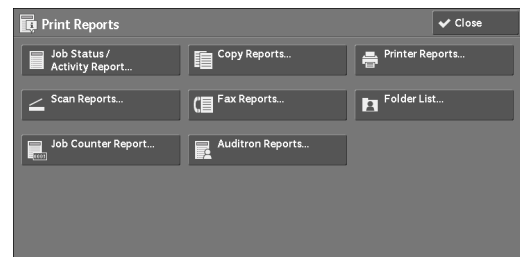 Print Reports
Close
Job Status /
Activity Report...
Copy Reports...
Printer Reports...
Scan Reports...
Fax Reports...
Folder List...
Job Counter Report...
Auditron Reports...